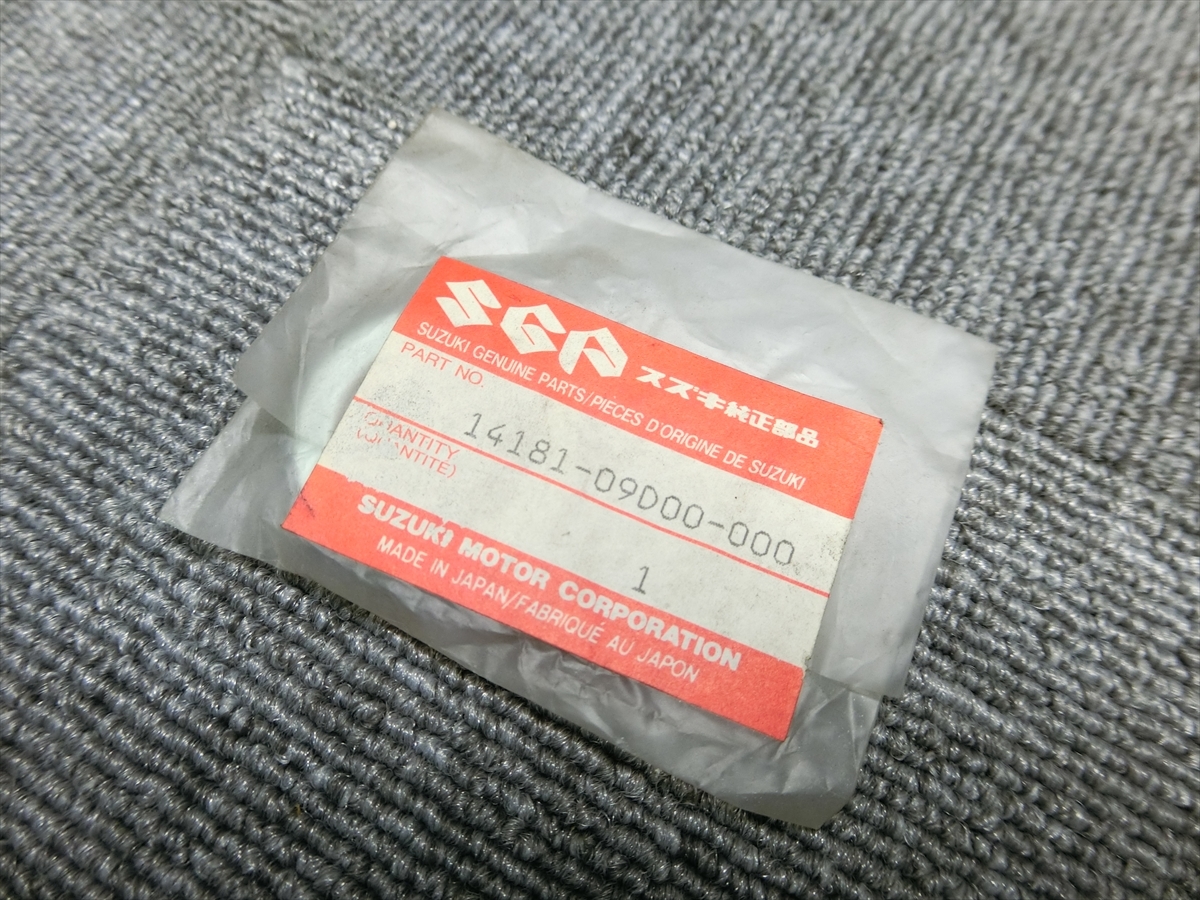 SGP スズキ純正部品
SUZUKI GENUINE PARTS/PIECES D'ORIGINE DE SUZUKI
PART NO.
14181-09D00-000
QUANTITY
(QUANTITE)
1
SUZUKI MOTOR CORPORATION
MADE IN JAPAN/FABRIQUÉ AU JAPON